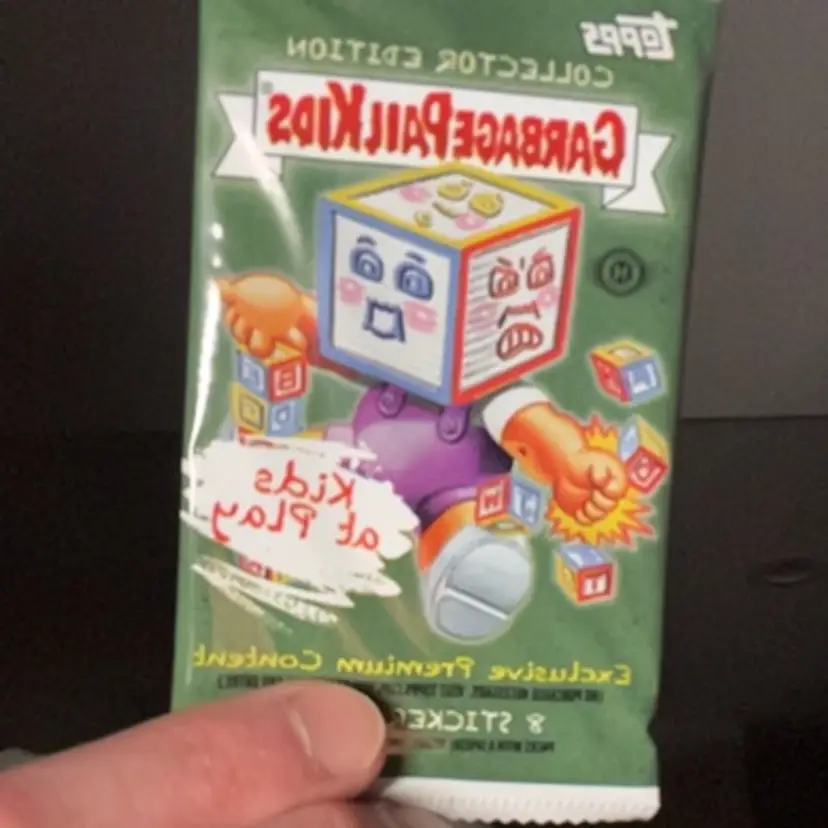 Topps
COLLECTOR EDITION
GARBAGE PAIL KIDS®
H
Kids
at Play
Exclusive Premium Content
8